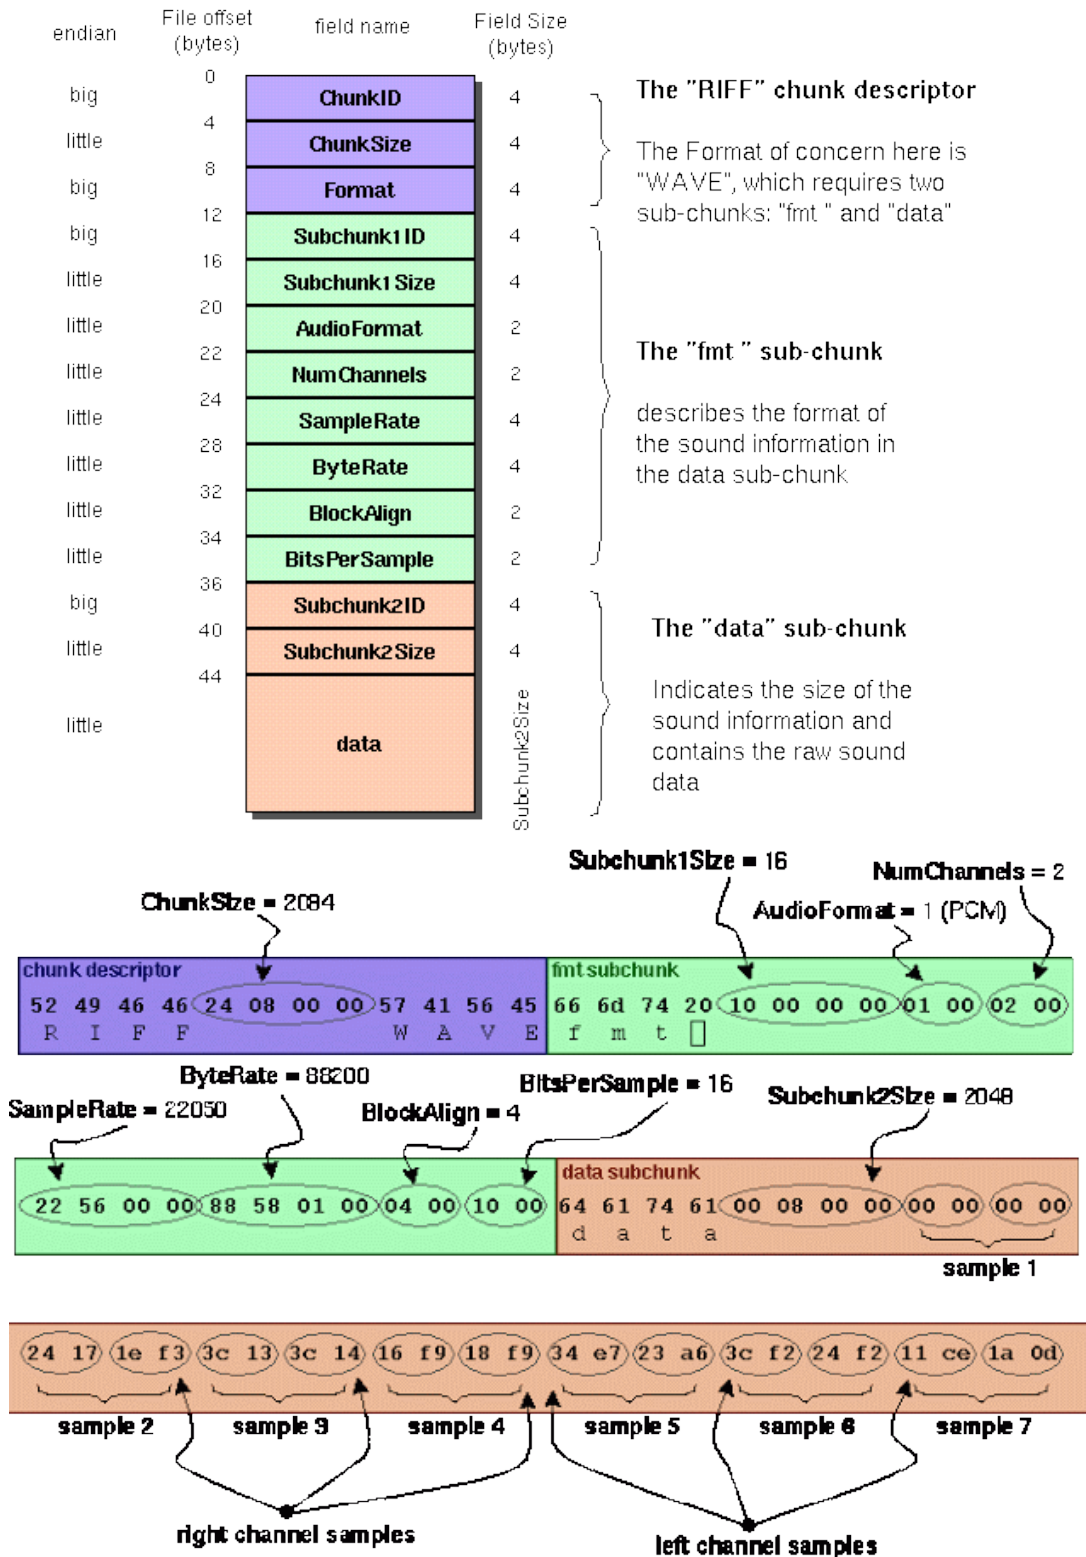 endian
File offset
(bytes)
field name
Field Size
(bytes)
0
big
ChunkID
4
4
little
ChunkSize
4
8
big
Format
4
12
big
Subchunk1ID
4
16
little
Subchunk1Size
4
20
little
AudioFormat
2
22
little
NumChannels
2
24
little
SampleRate
4
28
little
ByteRate
4
32
little
BlockAlign
2
34
little
BitsPerSample
2
36
big
Subchunk2ID
4
40
little
Subchunk2Size
4
44
little
data
Subchunk2Size
The "RIFF" chunk descriptor
The Format of concern here is
"WAVE", which requires two
sub-chunks: "fmt " and "data"
The "fmt " sub-chunk
describes the format of
the sound information in
the data sub-chunk
The "data" sub-chunk
Indicates the size of the
sound information and
contains the raw sound
data
Subchunk1Size = 16
NumChannels = 2
ChunkSize = 2084
AudioFormat = 1 (PCM)
chunk descriptor
fmt subchunk
52 49 46 46 24 08 00 00 57 41 56 45 66 6d 74 20 10 00 00 00 01 00 02 00
R I F F W A V E f m t
ByteRate = 88200
BitsPerSample = 16
SampleRate = 22050
BlockAlign = 4
Subchunk2Size = 2048
data subchunk
22 56 00 00 88 58 01 00 04 00 10 00 64 61 74 61 00 08 00 00 00 00 00 00
d a t a
sample 1
24 17 1e f3 3c 13 3c 14 16 f9 18 f9 34 e7 23 a6 3c f2 24 f2 11 ce 1a 0d
sample 2 sample 3 sample 4 sample 5 sample 6 sample 7
right channel samples
left channel samples